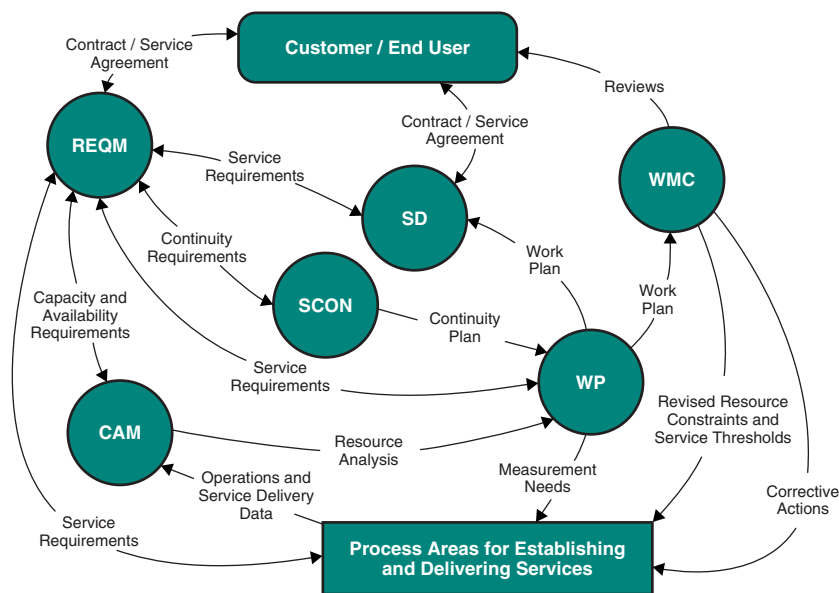 Customer / End User
Contract / Service
Agreement
Reviews
REQM
Contract / Service
Agreement
WMC
Service
Requirements
SD
Continuity
Requirements
Work
Plan
SCON
Work
Plan
Capacity and
Availability
Requirements
Continuity
Plan
Service
Requirements
WP
CAM
Revised Resource
Constraints and
Service Thresholds
Resource
Analysis
Measurement
Needs
Operations and
Service Delivery
Data
Corrective
Actions
Service
Requirements
Process Areas for Establishing
and Delivering Services